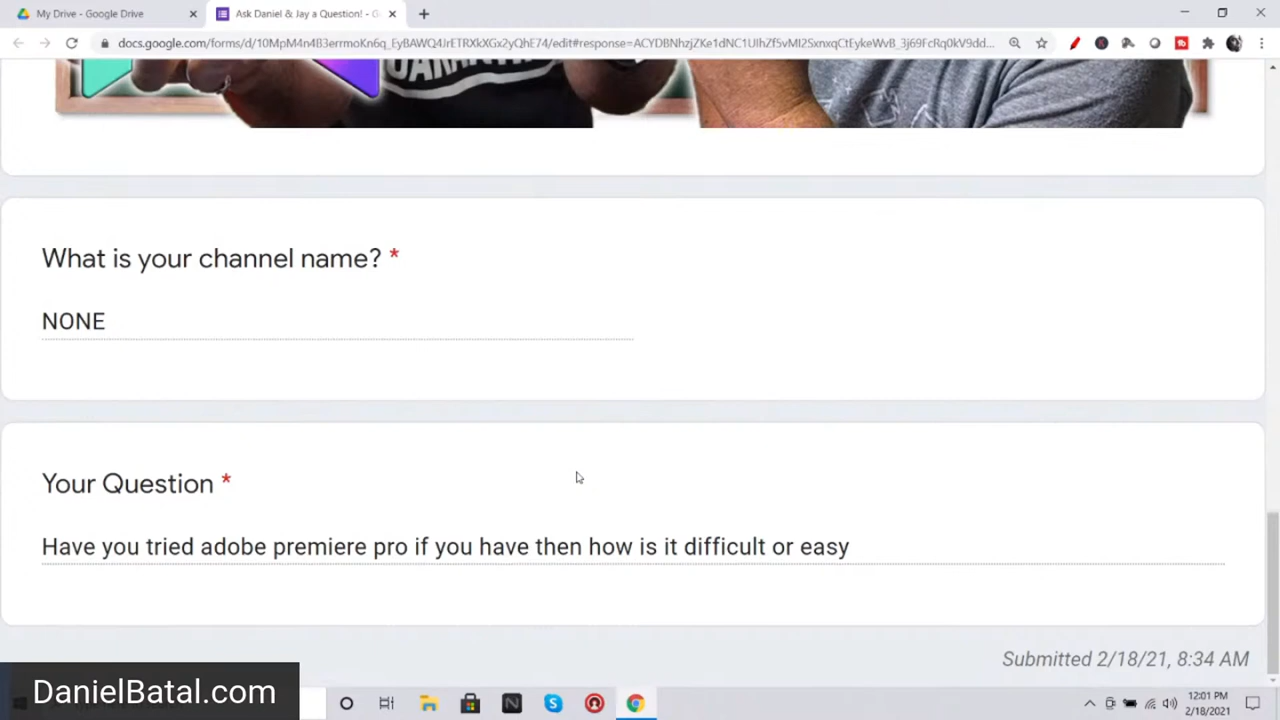 My Drive - Google Drive
Ask Daniel & Jay a Question! - G
What is your channel name? *
NONE
Your Question *
Have you tried adobe premiere pro if you have then how is it difficult or easy
Submitted 2/18/21, 8:34 AM
DanielBatal.com
12:01 PM
2/18/2021